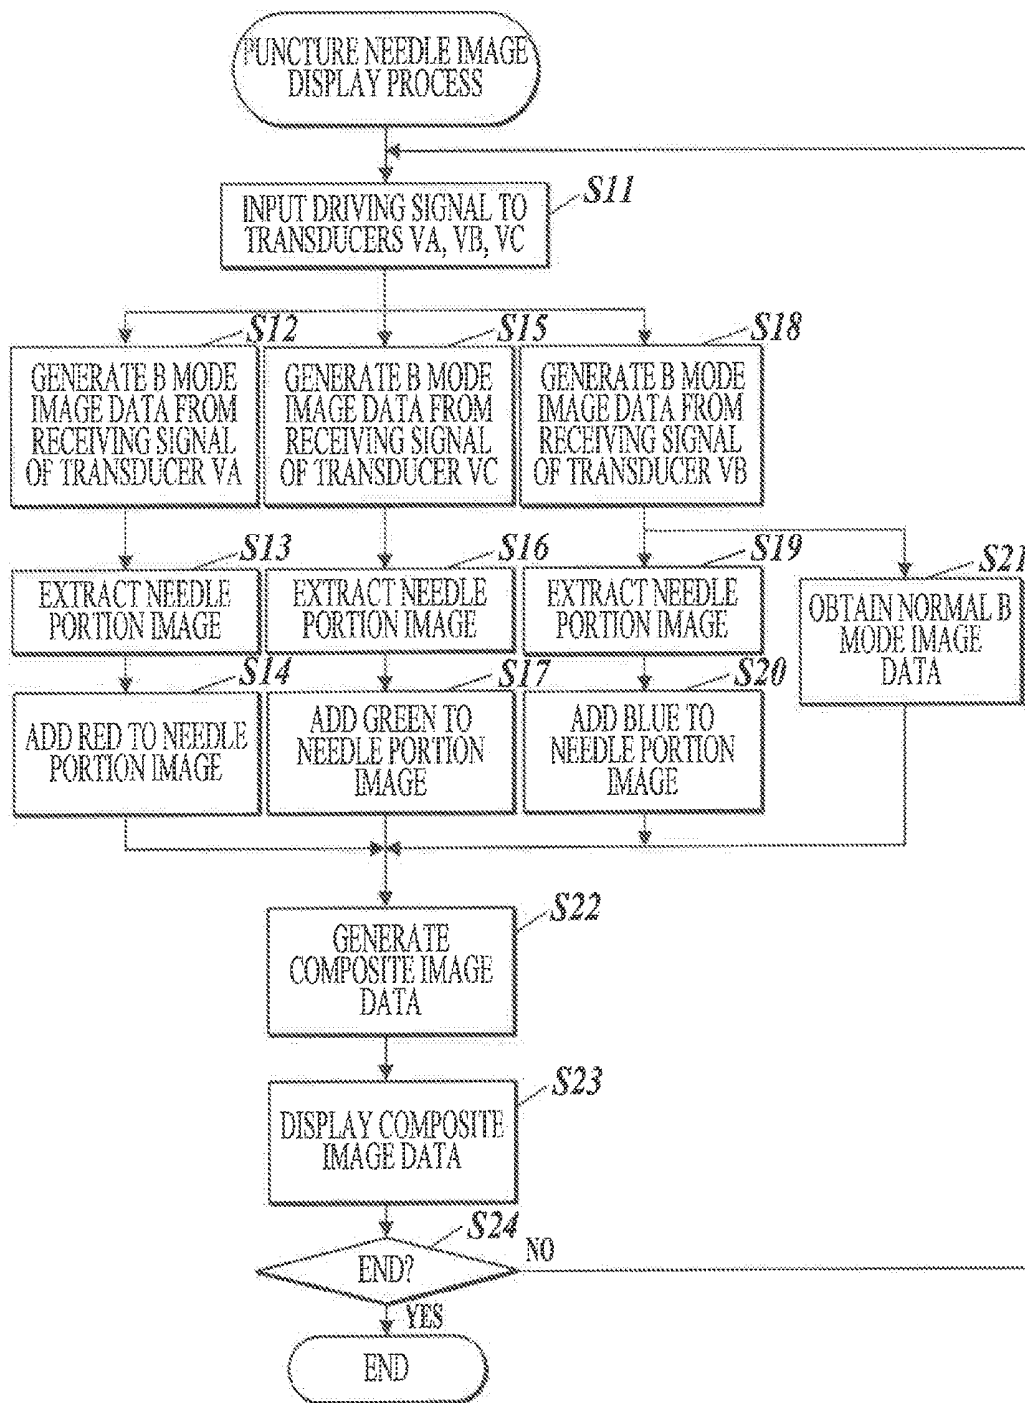 PUNCTURE NEEDLE IMAGE
DISPLAY PROCESS
S11
INPUT DRIVING SIGNAL TO
TRANSDUCERS VA, VB, VC
S12
GENERATE B MODE
IMAGE DATA FROM
RECEIVING SIGNAL
OF TRANSDUCER VA
S15
GENERATE B MODE
IMAGE DATA FROM
RECEIVING SIGNAL
OF TRANSDUCER VC
S18
GENERATE B MODE
IMAGE DATA FROM
RECEIVING SIGNAL
OF TRANSDUCER VB
S13
EXTRACT NEEDLE
PORTION IMAGE
S16
EXTRACT NEEDLE
PORTION IMAGE
S19
EXTRACT NEEDLE
PORTION IMAGE
S21
OBTAIN NORMAL B
MODE IMAGE
DATA
S14
ADD RED TO NEEDLE
PORTION IMAGE
S17
ADD GREEN TO
NEEDLE PORTION
IMAGE
S20
ADD BLUE TO
NEEDLE PORTION
IMAGE
S22
GENERATE
COMPOSITE IMAGE
DATA
S23
DISPLAY COMPOSITE
IMAGE DATA
S24
END?
NO
YES
END